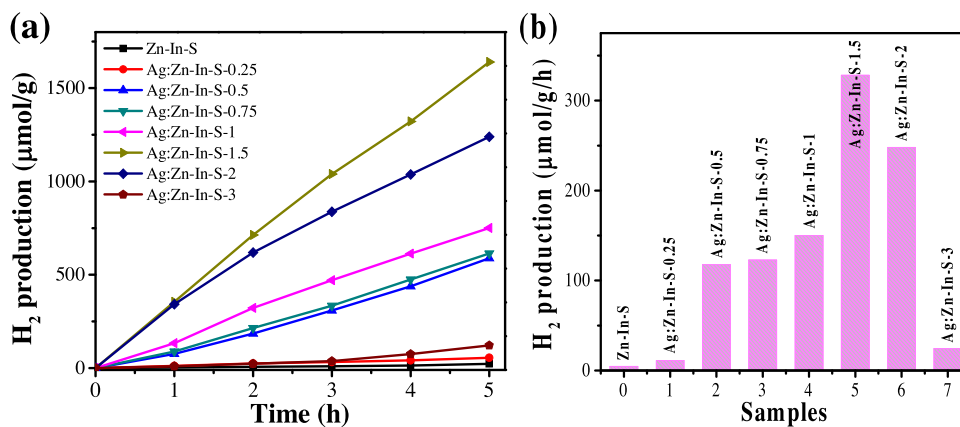 (a)
H₂ production (μmol/g)
1500
1000
500
0
Zn-In-S
Ag:Zn-In-S-0.25
Ag:Zn-In-S-0.5
Ag:Zn-In-S-0.75
Ag:Zn-In-S-1
Ag:Zn-In-S-1.5
Ag:Zn-In-S-2
Ag:Zn-In-S-3
0 1 2 3 4 5
Time (h)
(b)
H₂ production (μmol/g/h)
300
200
100
0
Zn-In-S
Ag:Zn-In-S-0.25
Ag:Zn-In-S-0.5
Ag:Zn-In-S-0.75
Ag:Zn-In-S-1
Ag:Zn-In-S-1.5
Ag:Zn-In-S-2
Ag:Zn-In-S-3
0 1 2 3 4 5 6 7
Samples